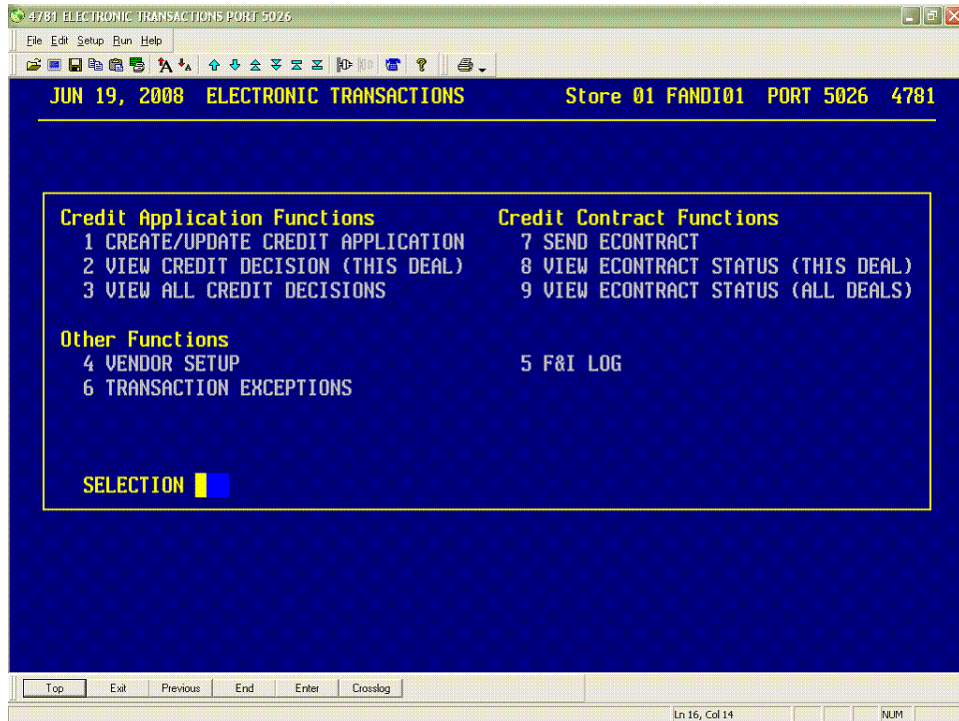 4781 ELECTRONIC TRANSACTIONS PORT 5026
File Edit Setup Run Help
JUN 19, 2008 ELECTRONIC TRANSACTIONS Store 01 FANDI01 PORT 5026 4781
Credit Application Functions Credit Contract Functions
1 CREATE/UPDATE CREDIT APPLICATION 7 SEND ECONTRACT
2 VIEW CREDIT DECISION (THIS DEAL) 8 VIEW ECONTRACT STATUS (THIS DEAL)
3 VIEW ALL CREDIT DECISIONS 9 VIEW ECONTRACT STATUS (ALL DEALS)
Other Functions
4 VENDOR SETUP 5 F&I LOG
6 TRANSACTION EXCEPTIONS
SELECTION
Top Exit Previous End Enter Crosslog
Ln 16, Col 14 NUM